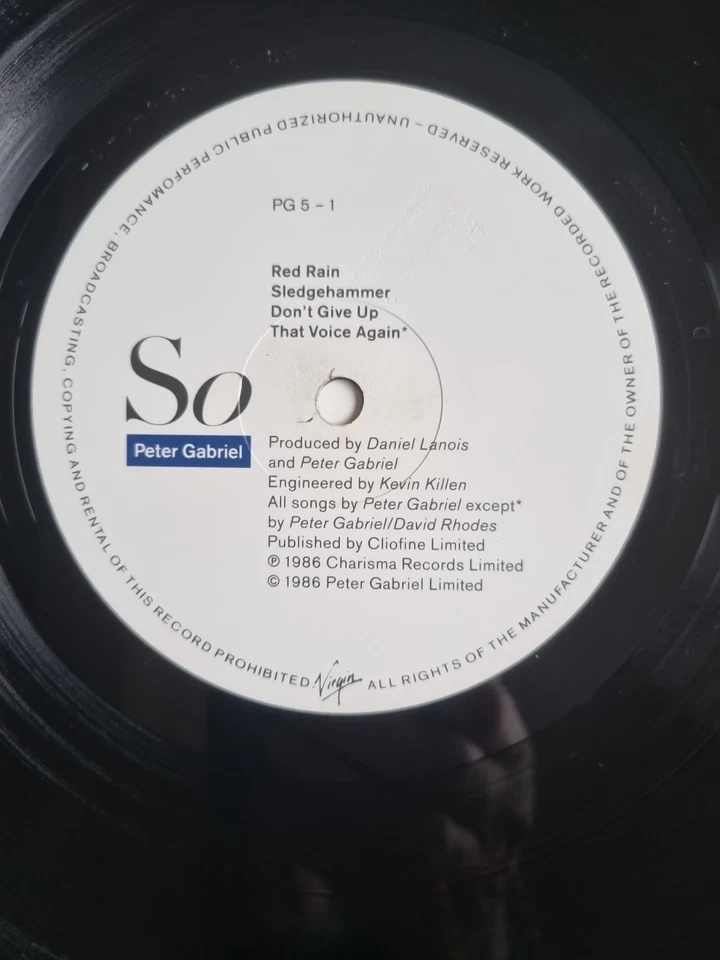 PG 5 – 1
Red Rain
Sledgehammer
Don't Give Up
That Voice Again*
So
Peter Gabriel
Produced by Daniel Lanois
and Peter Gabriel
Engineered by Kevin Killen
All songs by Peter Gabriel except*
by Peter Gabriel/David Rhodes
Published by Cliofine Limited
℗ 1986 Charisma Records Limited
© 1986 Peter Gabriel Limited
ALL RIGHTS OF THE MANUFACTURER AND OF THE OWNER OF THE RECORDED WORK RESERVED – UNAUTHORIZED PUBLIC PERFOMANCE, BROADCASTING, COPYING AND RENTAL OF THIS RECORD PROHIBITED.
Virgin